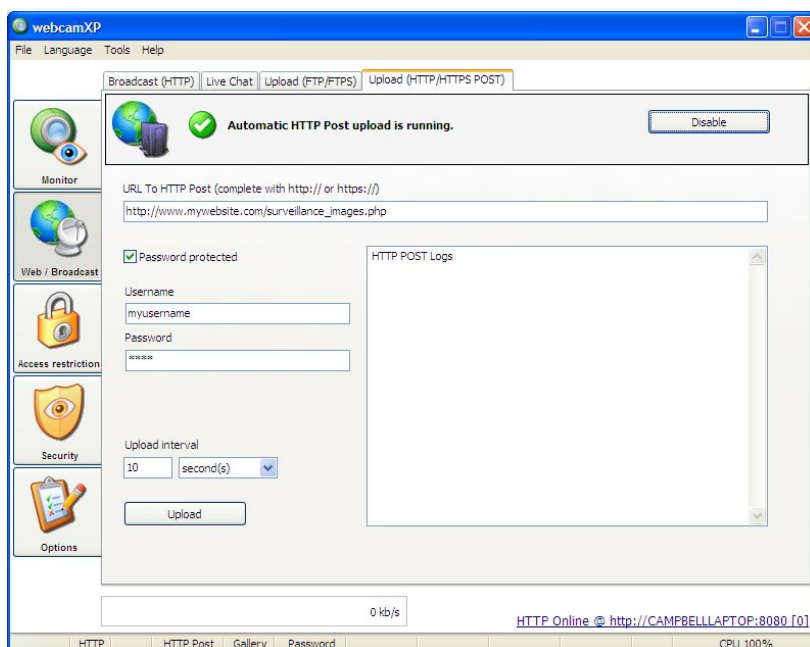 webcamXP
File Language Tools Help
Broadcast (HTTP) Live Chat Upload (FTP/FTPS) Upload (HTTP/HTTPS POST)
Automatic HTTP Post upload is running.
Disable
Monitor
URL To HTTP Post (complete with http:// or https://)
http://www.mywebsite.com/surveillance_images.php
Web / Broadcast
Password protected
HTTP POST Logs
Username
myusername
Password
****
Access restriction
Security
Upload interval
10 second(s)
Upload
Options
0 kb/s
HTTP Online @ http://CAMPBELLLAPTOP:8080 [0]
HTTP HTTP Post Gallery Password CPU 100%